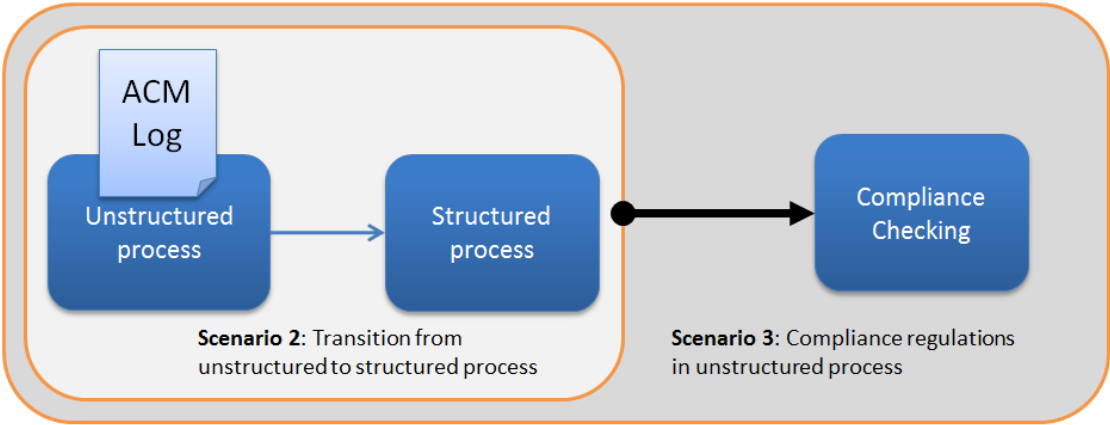 ACM
Log
Unstructured
process
Structured
process
Compliance
Checking
Scenario 2: Transition from
unstructured to structured process
Scenario 3: Compliance regulations
in unstructured process